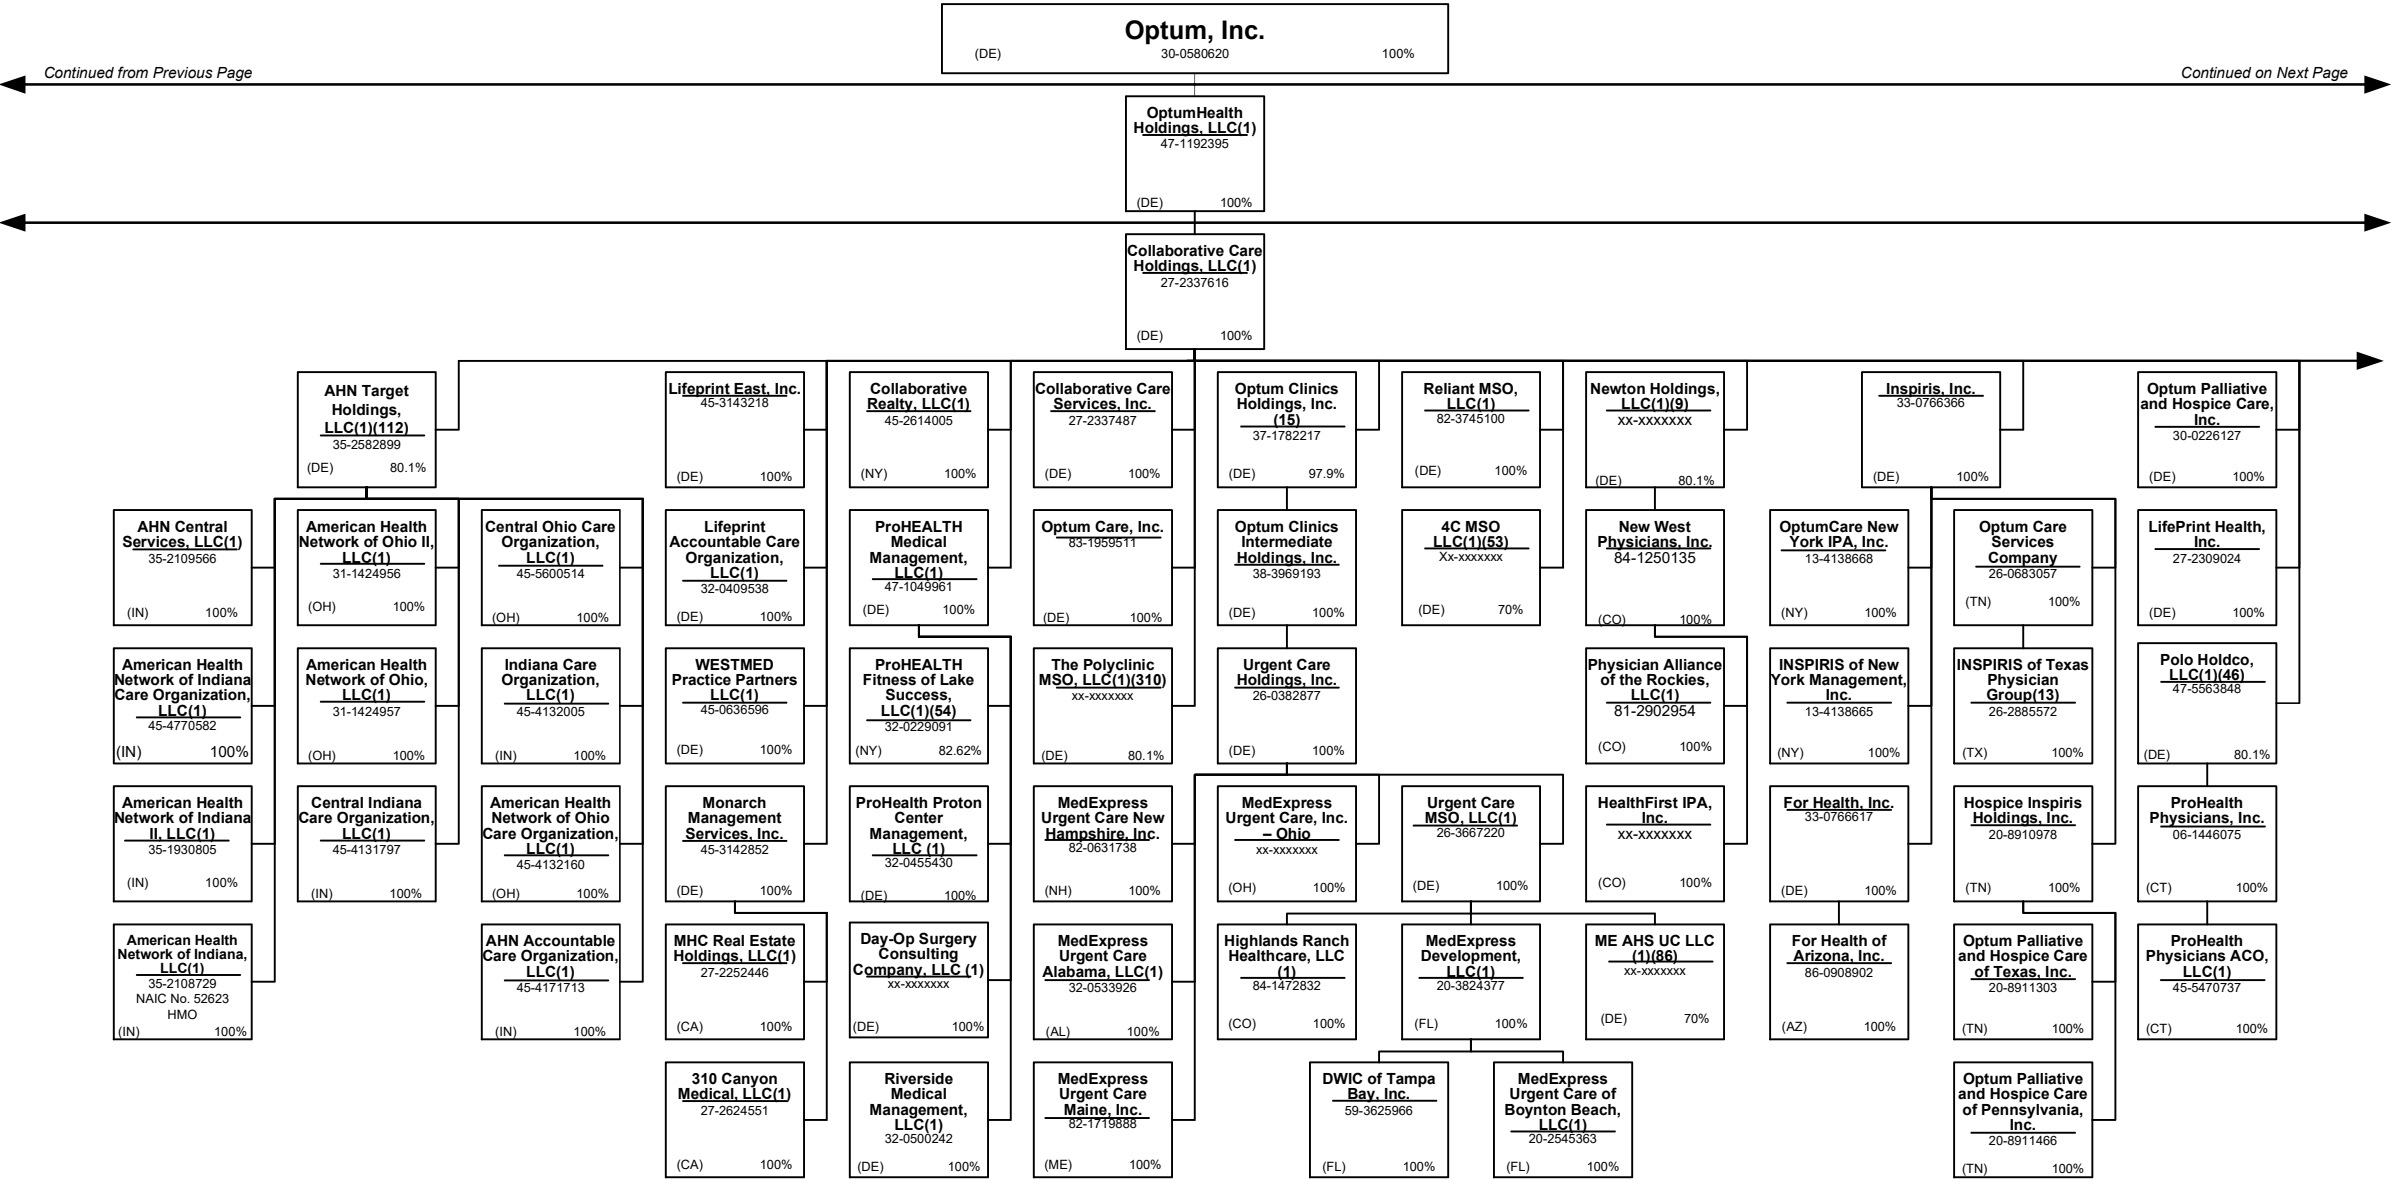 Optum, Inc.
(DE) 30-0580620 100%
Continued from Previous Page
Continued on Next Page
OptumHealth
Holdings, LLC(1)
47-1192395
(DE) 100%
Collaborative Care
Holdings, LLC(1)
27-2337616
(DE) 100%
AHN Target
Holdings,
LLC(1)(112)
35-2582899
(DE) 80.1%
Lifeprint East, Inc.
45-3143218
(DE) 100%
Collaborative
Realty, LLC(1)
45-2614005
(NY) 100%
Collaborative Care
Services, Inc.
27-2337487
(DE) 100%
Optum Clinics
Holdings, Inc.
(15)
37-1782217
(DE) 97.9%
Reliant MSO,
LLC(1)
82-3745100
(DE) 100%
Newton Holdings,
LLC(1)(9)
xx-xxxxxxx
(DE) 80.1%
Inspiris, Inc.
33-0766366
(DE) 100%
Optum Palliative
and Hospice Care,
Inc.
30-0226127
(DE) 100%
AHN Central
Services, LLC(1)
35-2109566
(IN) 100%
American Health
Network of Ohio II,
LLC(1)
31-1424956
(OH) 100%
Central Ohio Care
Organization,
LLC(1)
45-5600514
(OH) 100%
Lifeprint
Accountable Care
Organization,
LLC(1)
32-0409538
(DE) 100%
ProHEALTH
Medical
Management,
LLC(1)
47-1049961
(DE) 100%
Optum Care, Inc.
83-1959511
(DE) 100%
Optum Clinics
Intermediate
Holdings, Inc.
38-3969193
(DE) 100%
4C MSO
LLC(1)(53)
Xx-xxxxxxx
(DE) 70%
New West
Physicians, Inc.
84-1250135
(CO) 100%
OptumCare New
York IPA, Inc.
13-4138668
(NY) 100%
Optum Care
Services
Company
26-0683057
(TN) 100%
LifePrint Health,
Inc.
27-2309024
(DE) 100%
American Health
Network of Indiana
Care Organization,
LLC(1)
45-4770582
(IN) 100%
American Health
Network of Ohio,
LLC(1)
31-1424957
(OH) 100%
Indiana Care
Organization,
LLC(1)
45-4132005
(IN) 100%
WESTMED
Practice Partners
LLC(1)
45-0636596
(DE) 100%
ProHEALTH
Fitness of Lake
Success,
LLC(1)(54)
32-0229091
(NY) 82.62%
The Polyclinic
MSO, LLC(1)(310)
xx-xxxxxxx
(DE) 80.1%
Urgent Care
Holdings, Inc.
26-0382877
(DE) 100%
Physician Alliance
of the Rockies,
LLC(1)
81-2902954
(CO) 100%
INSPIRIS of New
York Management,
Inc.
13-4138665
(NY) 100%
INSPIRIS of Texas
Physician
Group(13)
26-2885572
(TX) 100%
Polo Holdco,
LLC(1)(46)
47-5563848
(DE) 80.1%
American Health
Network of Indiana
II, LLC(1)
35-1930805
(IN) 100%
Central Indiana
Care Organization,
LLC(1)
45-4131797
(IN) 100%
American Health
Network of Ohio
Care Organization,
LLC(1)
45-4132160
(OH) 100%
Monarch
Management
Services, Inc.
45-3142852
(DE) 100%
ProHealth Proton
Center
Management,
LLC (1)
32-0455430
(DE) 100%
MedExpress
Urgent Care New
Hampshire, Inc.
82-0631738
(NH) 100%
MedExpress
Urgent Care, Inc.
– Ohio
xx-xxxxxxx
(OH) 100%
Urgent Care
MSO, LLC(1)
26-3667220
(DE) 100%
HealthFirst IPA,
Inc.
xx-xxxxxxx
(CO) 100%
For Health, Inc.
33-0766617
(DE) 100%
Hospice Inspiris
Holdings, Inc.
20-8910978
(TN) 100%
ProHealth
Physicians, Inc.
06-1446075
(CT) 100%
American Health
Network of Indiana,
LLC(1)
35-2108729
NAIC No. 52623
HMO
(IN) 100%
AHN Accountable
Care Organization,
LLC(1)
45-4171713
(IN) 100%
MHC Real Estate
Holdings, LLC(1)
27-2252446
(CA) 100%
Day-Op Surgery
Consulting
Company, LLC (1)
xx-xxxxxxx
(DE) 100%
MedExpress
Urgent Care
Alabama, LLC(1)
32-0533926
(AL) 100%
Highlands Ranch
Healthcare, LLC
(1)
84-1472832
(CO) 100%
MedExpress
Development,
LLC(1)
20-3824377
(FL) 100%
ME AHS UC LLC
(1)(86)
xx-xxxxxxx
(DE) 70%
For Health of
Arizona, Inc.
86-0908902
(AZ) 100%
Optum Palliative
and Hospice Care
of Texas, Inc.
20-8911303
(TN) 100%
ProHealth
Physicians ACO,
LLC(1)
45-5470737
(CT) 100%
310 Canyon
Medical, LLC(1)
27-2624551
(CA) 100%
Riverside
Medical
Management,
LLC(1)
32-0500242
(DE) 100%
MedExpress
Urgent Care
Maine, Inc.
82-1719888
(ME) 100%
DWIC of Tampa
Bay, Inc.
59-3625966
(FL) 100%
MedExpress
Urgent Care of
Boynton Beach,
LLC(1)
20-2545363
(FL) 100%
Optum Palliative
and Hospice Care
of Pennsylvania,
Inc.
20-8911466
(TN) 100%